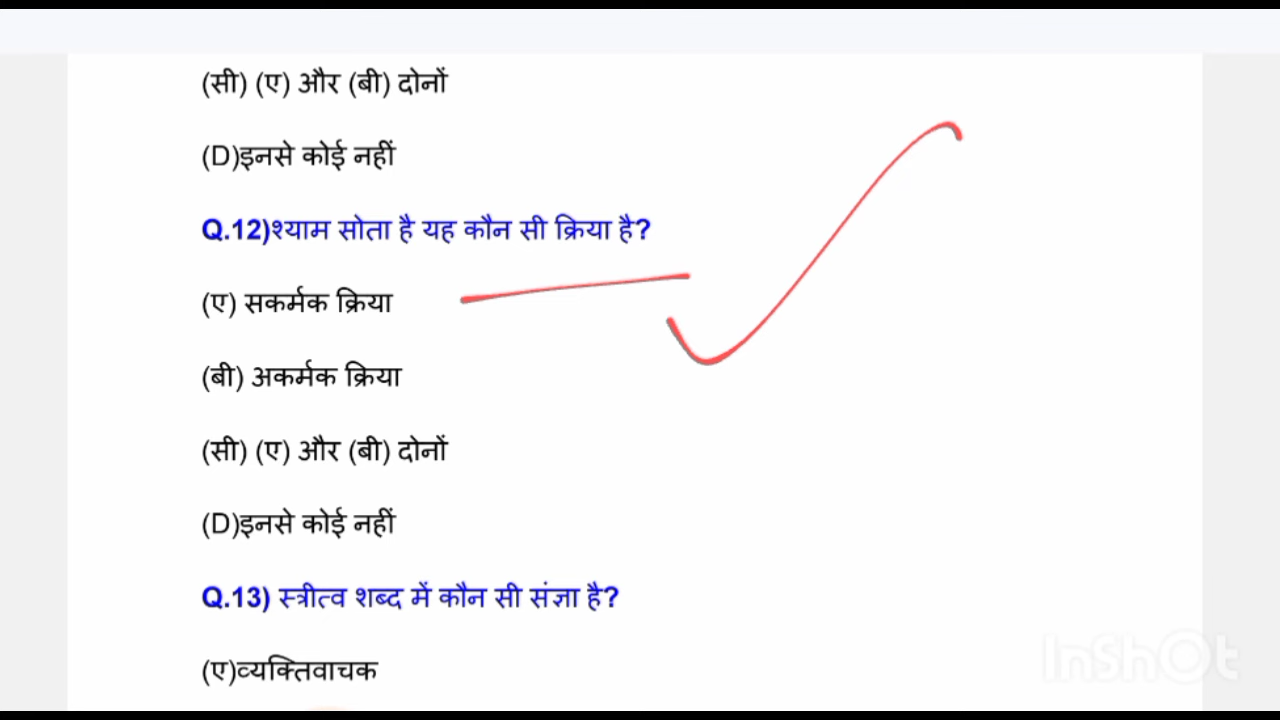 (सी) (ए) और (बी) दोनों
(D)इनसे कोई नहीं
Q.12)श्याम सोता है यह कौन सी क्रिया है?
(ए) सकर्मक क्रिया
(बी) अकर्मक क्रिया
(सी) (ए) और (बी) दोनों
(D)इनसे कोई नहीं
Q.13) स्त्रीत्व शब्द में कौन सी संज्ञा है?
(ए)व्यक्तिवाचक
InShOt